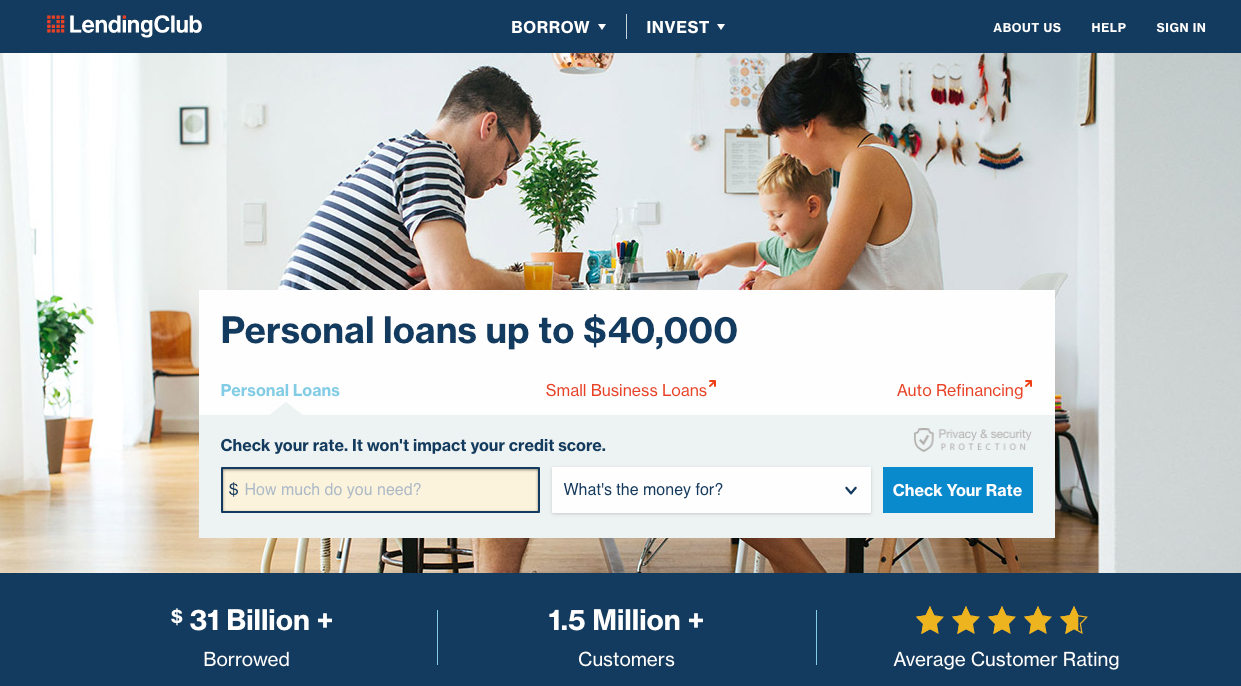 LendingClub
BORROW
INVEST
ABOUT US
HELP
SIGN IN
Personal loans up to $40,000
Personal Loans
Small Business Loans
Auto Refinancing
Check your rate. It won't impact your credit score.
Privacy & security
PROTECTION
$ How much do you need?
What's the money for?
Check Your Rate
$ 31 Billion +
Borrowed
1.5 Million +
Customers
Average Customer Rating